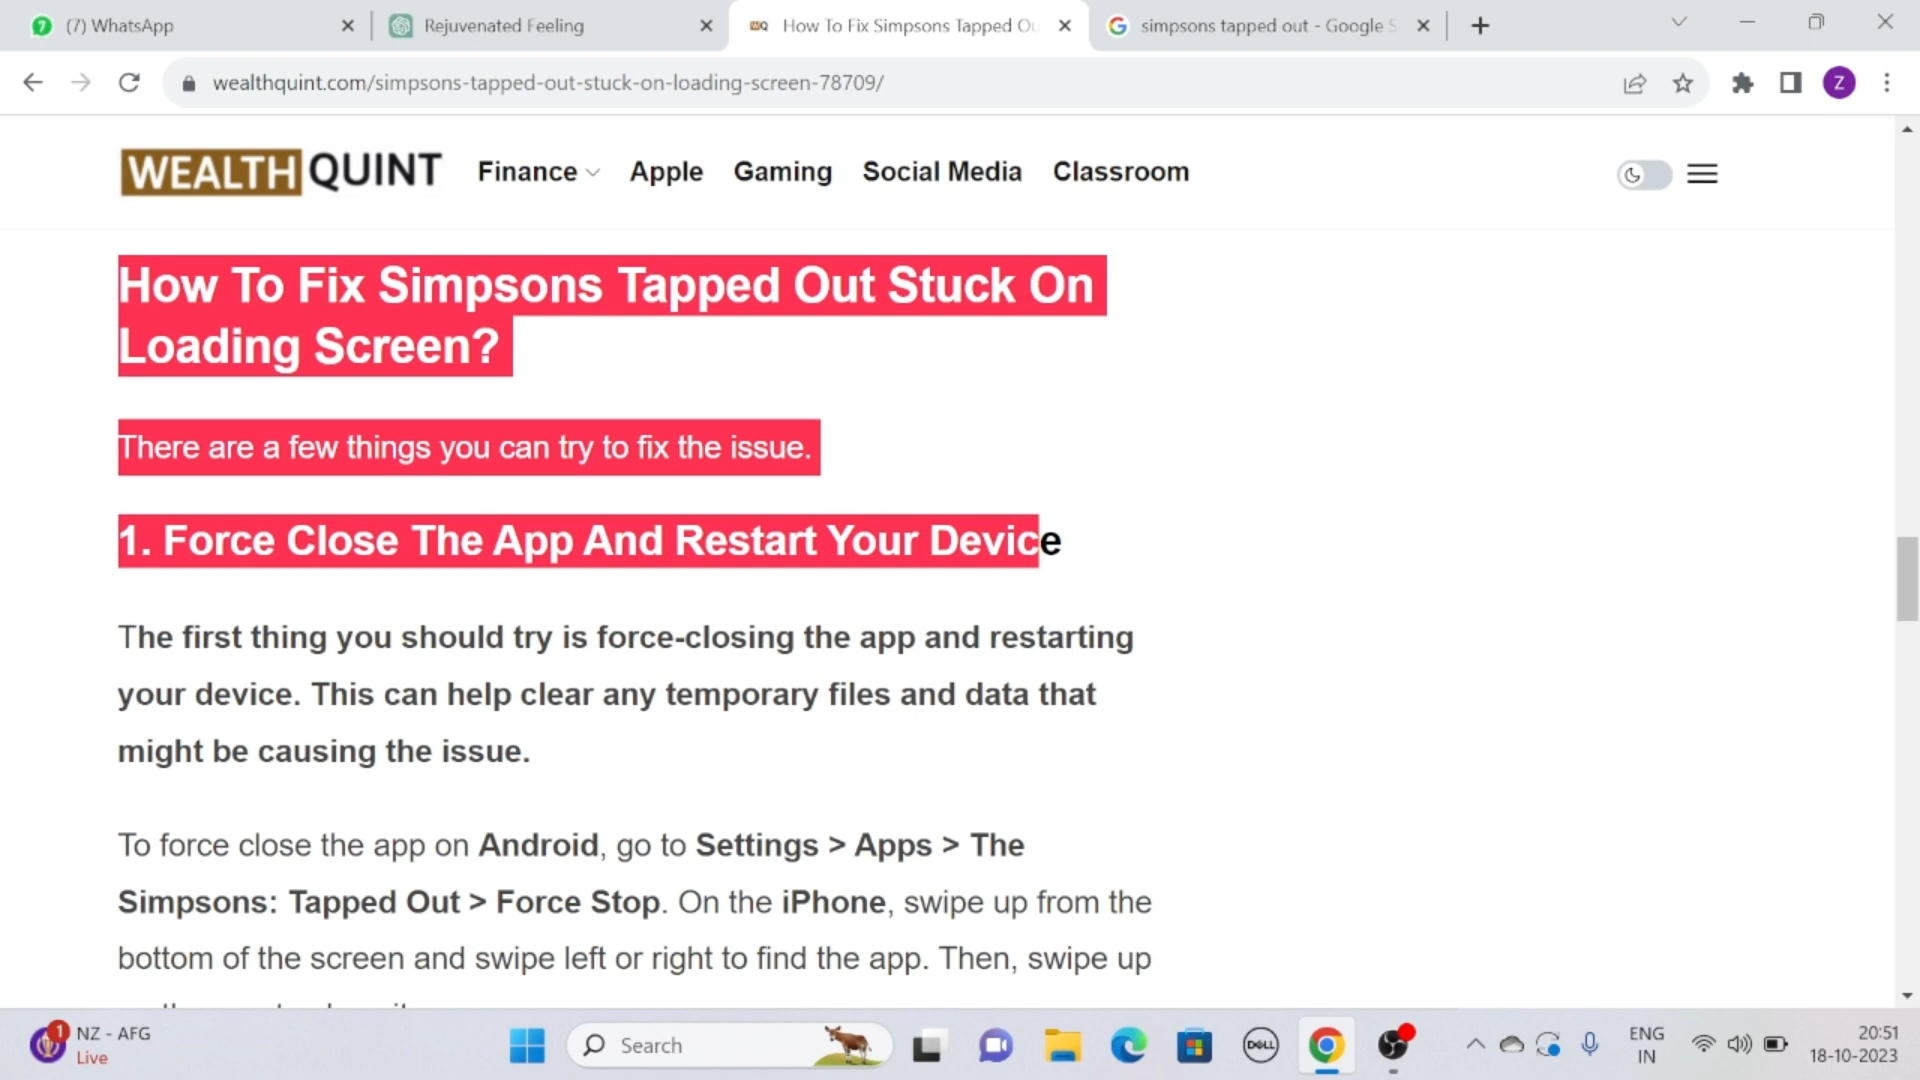 (7) WhatsApp
Rejuvenated Feeling
How To Fix Simpsons Tapped Ou
simpsons tapped out - Google S
wealthquint.com/simpsons-tapped-out-stuck-on-loading-screen-78709/
Z
WEALTH QUINT
Finance
Apple
Gaming
Social Media
Classroom
How To Fix Simpsons Tapped Out Stuck On
Loading Screen?
There are a few things you can try to fix the issue.
1. Force Close The App And Restart Your Device
The first thing you should try is force-closing the app and restarting
your device. This can help clear any temporary files and data that
might be causing the issue.
To force close the app on Android, go to Settings > Apps > The
Simpsons: Tapped Out > Force Stop. On the iPhone, swipe up from the
bottom of the screen and swipe left or right to find the app. Then, swipe up
1
NZ - AFG
Live
Search
DELL
ENG
IN
20:51
18-10-2023